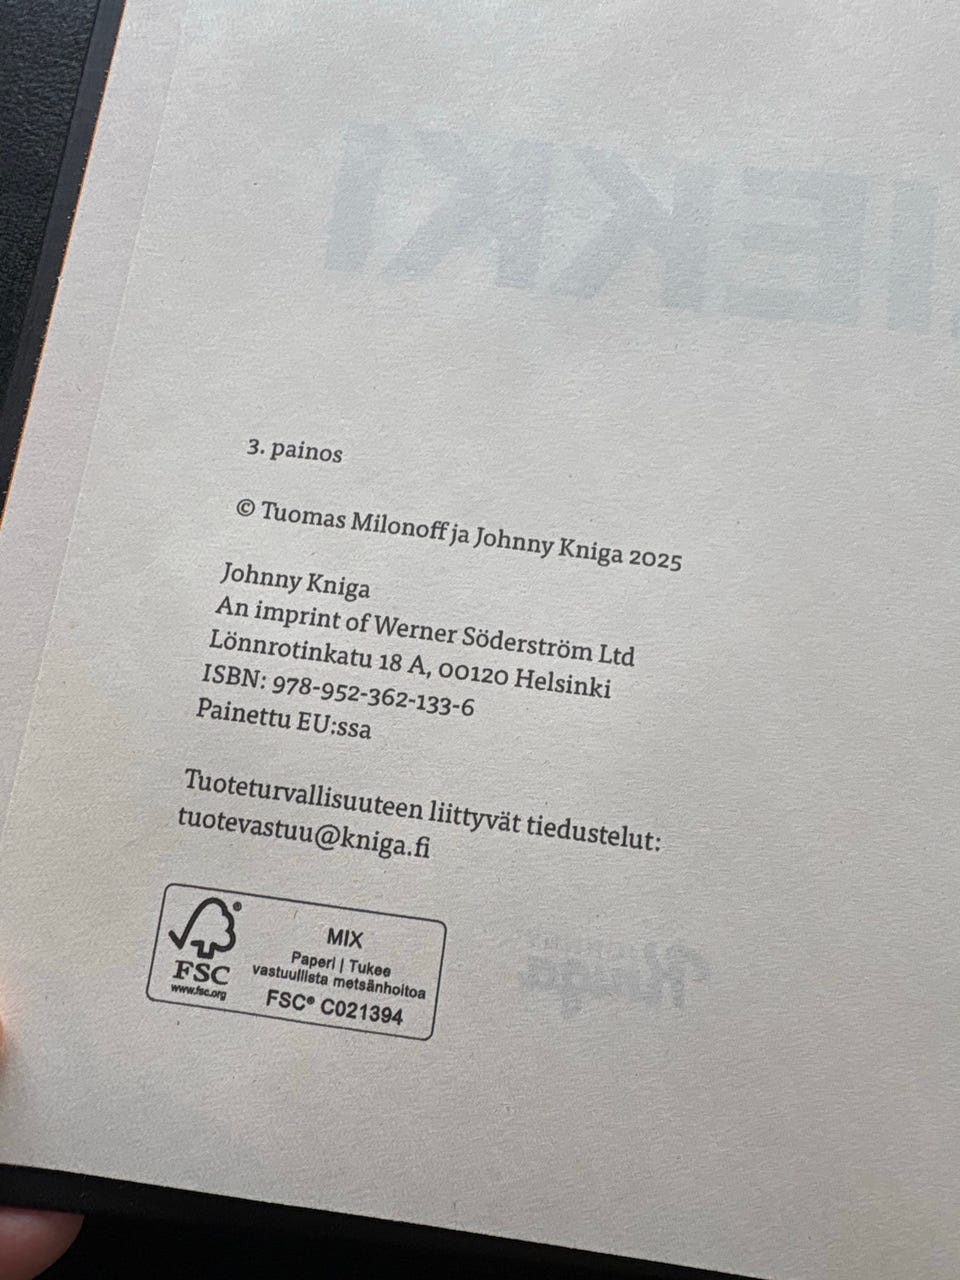 3. painos
© Tuomas Milonoff ja Johnny Kniga 2025
Johnny Kniga
An imprint of Werner Söderström Ltd
Lönnrotinkatu 18 A, 00120 Helsinki
ISBN: 978-952-362-133-6
Painettu EU:ssa
Tuoteturvallisuuteen liittyvät tiedustelut:
tuotevastuu@kniga.fi
FSC
www.fsc.org
MIX
Paperi | Tukee
vastuullista metsänhoitoa
FSC® C021394